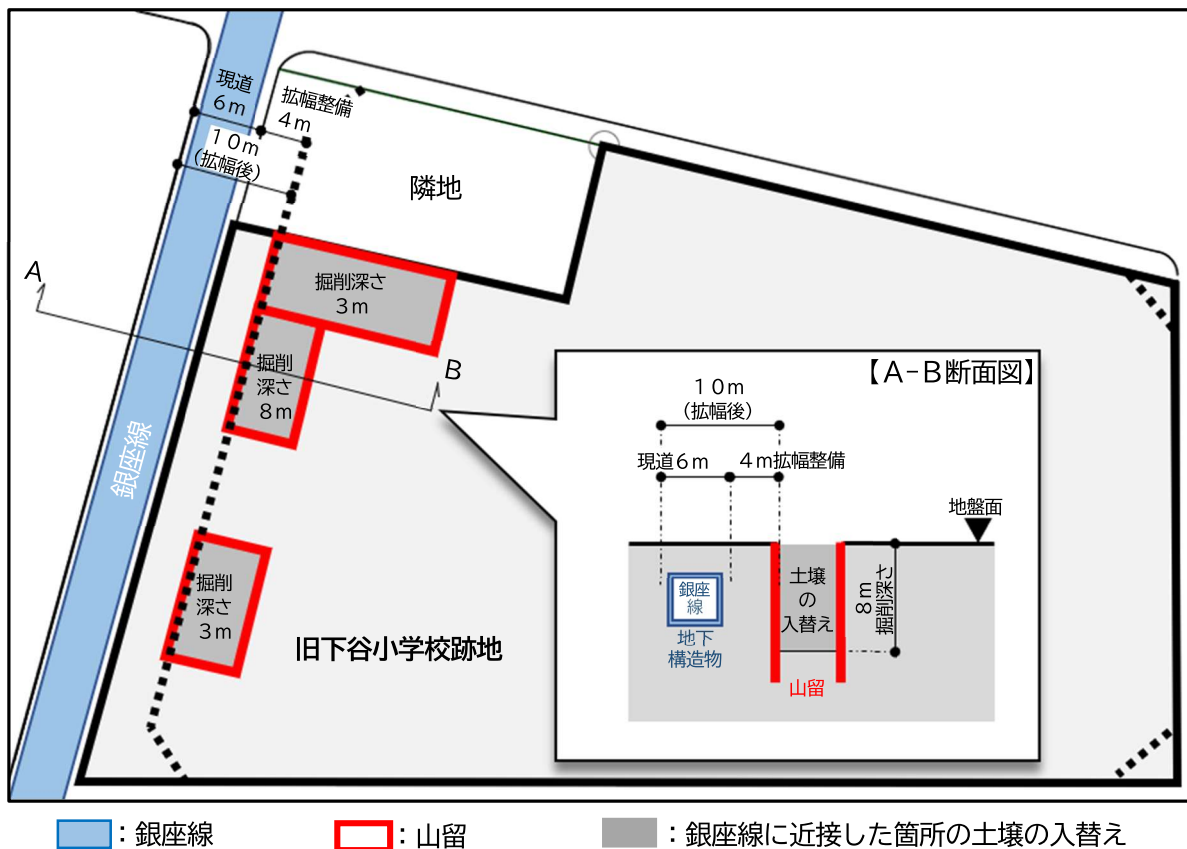 現道
6m
拡幅整備
4m
10m
(拡幅後)
隣地
A
掘削深さ
3m
掘削
深さ
8m
B
銀座線
掘削
深さ
3m
旧下谷小学校跡地
【A-B断面図】
10m
(拡幅後)
現道6m
4m拡幅整備
地盤面
銀座
線
地下
構造物
土壌
の
入替え
掘削深さ
8m
山留
：銀座線
：山留
：銀座線に近接した箇所の土壌の入替え